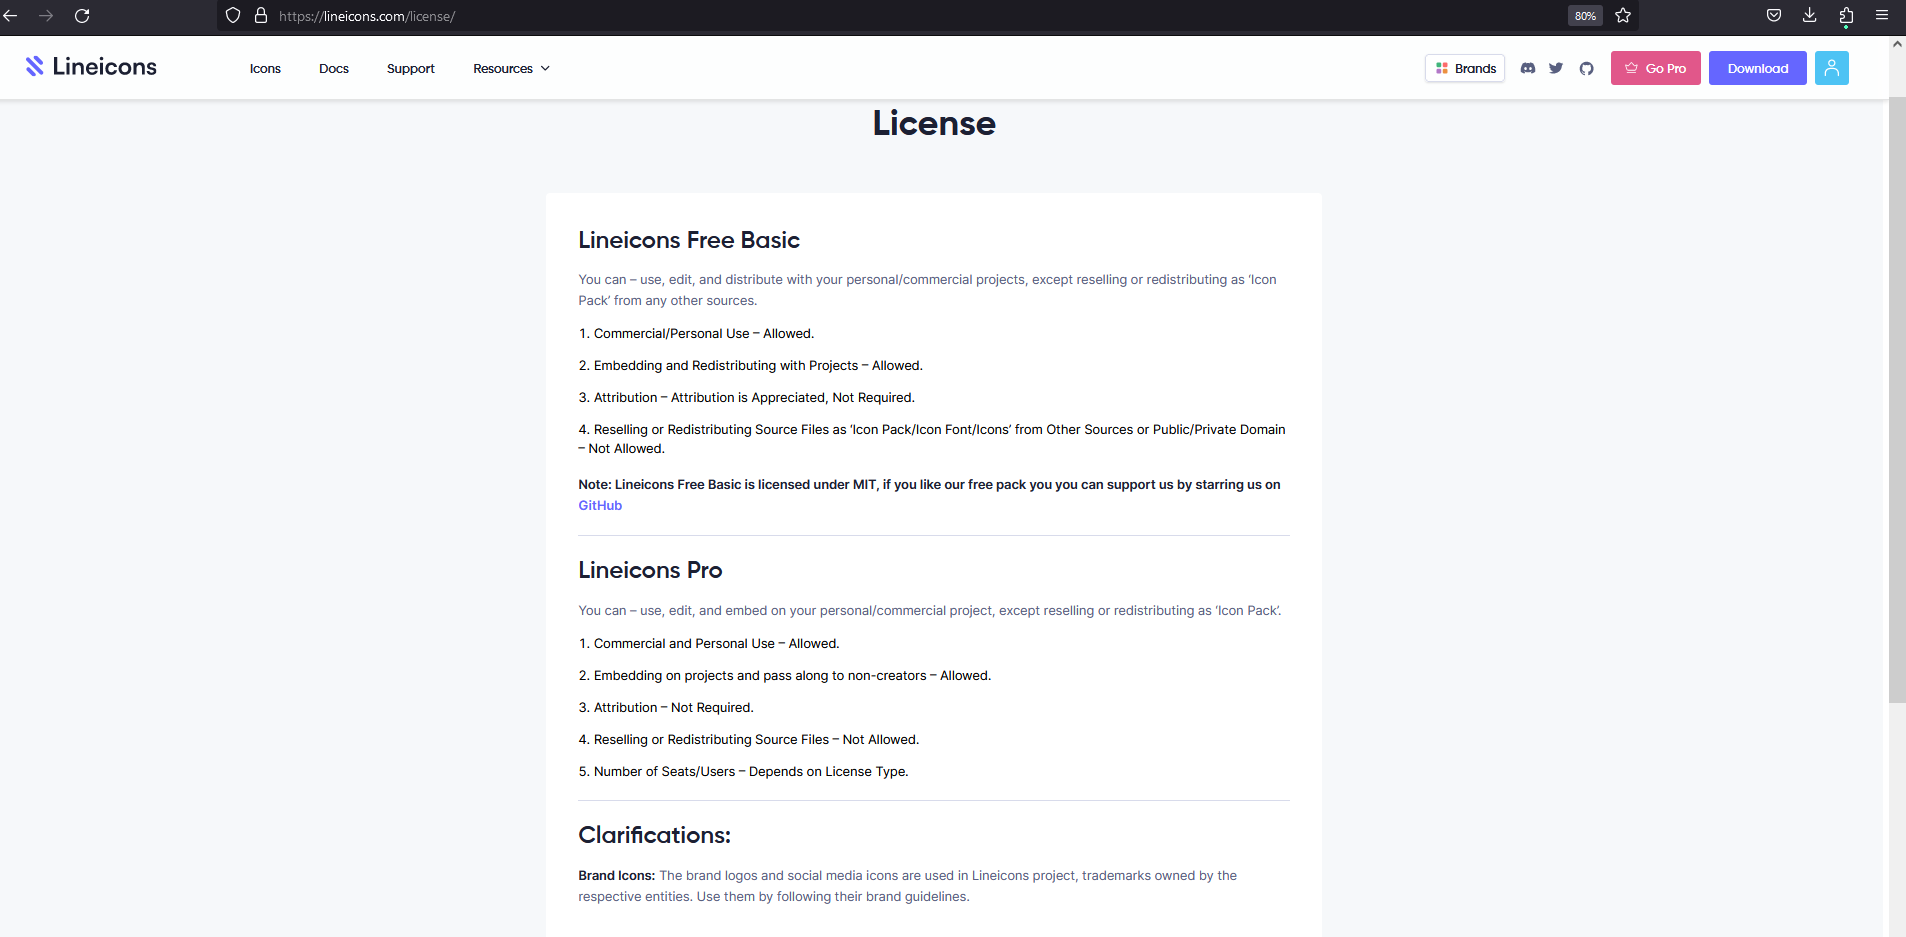 https://lineicons.com/license/
80%
Lineicons
Icons
Docs
Support
Resources
Brands
Go Pro
Download
License
Lineicons Free Basic
You can – use, edit, and distribute with your personal/commercial projects, except reselling or redistributing as ‘Icon
Pack’ from any other sources.
1. Commercial/Personal Use – Allowed.
2. Embedding and Redistributing with Projects – Allowed.
3. Attribution – Attribution is Appreciated, Not Required.
4. Reselling or Redistributing Source Files as ‘Icon Pack/Icon Font/Icons’ from Other Sources or Public/Private Domain
– Not Allowed.
Note: Lineicons Free Basic is licensed under MIT, if you like our free pack you you can support us by starring us on
GitHub
Lineicons Pro
You can – use, edit, and embed on your personal/commercial project, except reselling or redistributing as ‘Icon Pack’.
1. Commercial and Personal Use – Allowed.
2. Embedding on projects and pass along to non-creators – Allowed.
3. Attribution – Not Required.
4. Reselling or Redistributing Source Files – Not Allowed.
5. Number of Seats/Users – Depends on License Type.
Clarifications:
Brand Icons: The brand logos and social media icons are used in Lineicons project, trademarks owned by the
respective entities. Use them by following their brand guidelines.